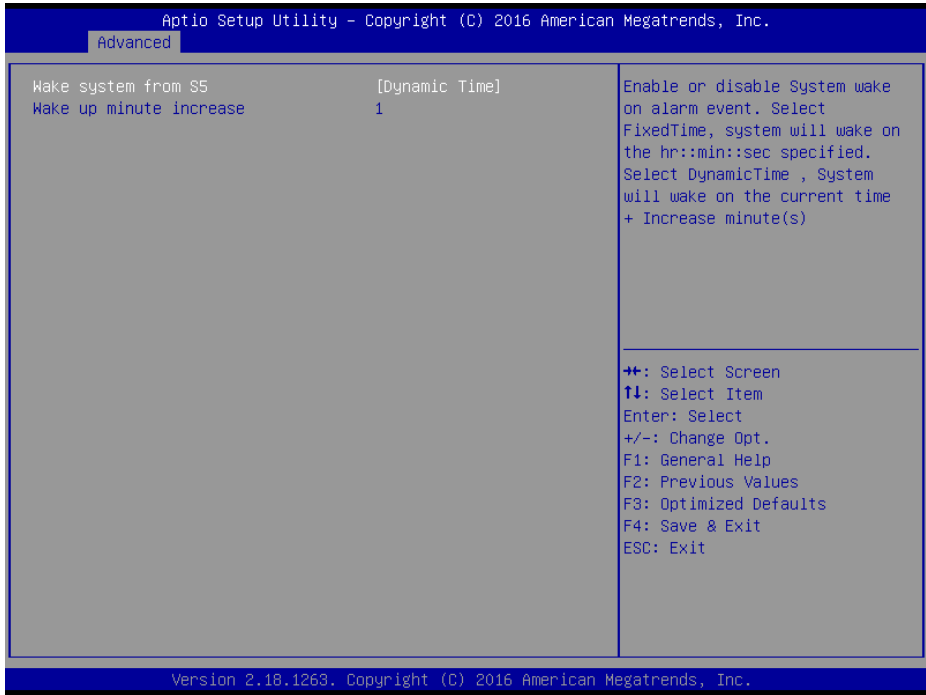 Aptio Setup Utility – Copyright (C) 2016 American Megatrends, Inc.
Advanced
Wake system from S5 [Dynamic Time]
Wake up minute increase 1
Enable or disable System wake
on alarm event. Select
FixedTime, system will wake on
the hr::min::sec specified.
Select DynamicTime , System
will wake on the current time
+ Increase minute(s)
→←: Select Screen
↑↓: Select Item
Enter: Select
+/-: Change Opt.
F1: General Help
F2: Previous Values
F3: Optimized Defaults
F4: Save & Exit
ESC: Exit
Version 2.18.1263. Copyright (C) 2016 American Megatrends, Inc.